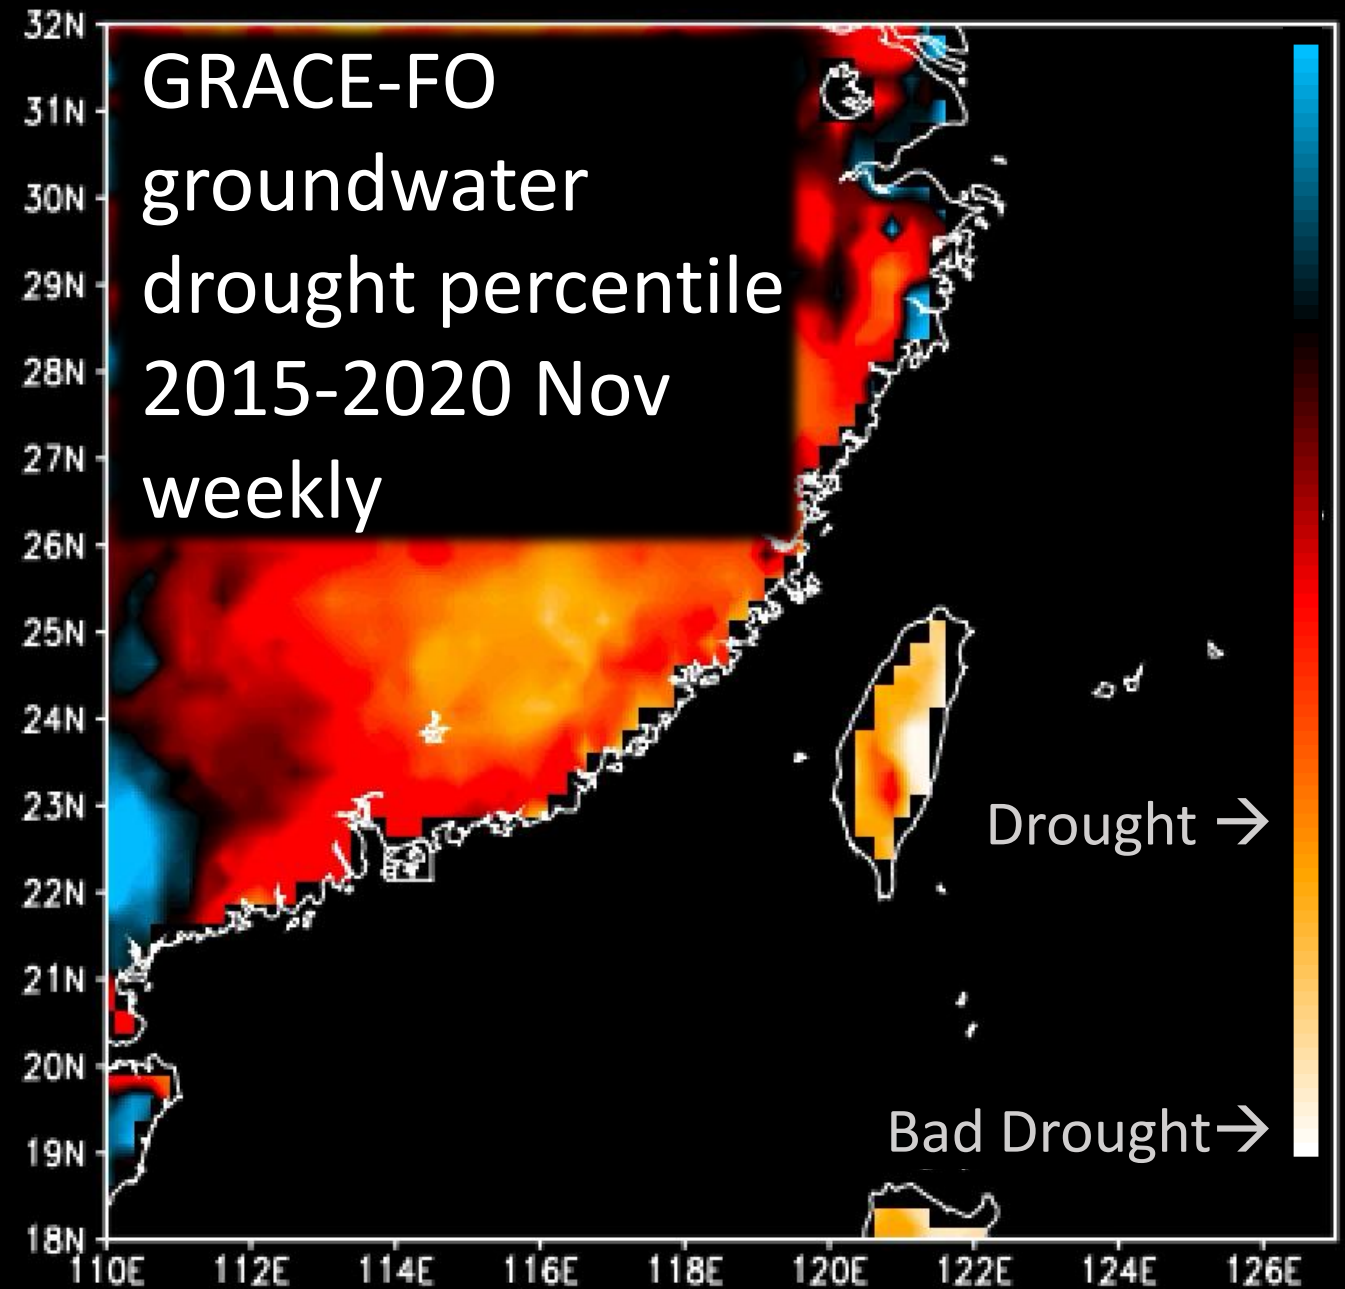 GRACE-FO
groundwater
drought percentile
2015-2020 Nov
weekly
32N
31N
30N
29N
28N
27N
26N
25N
24N
23N
22N
21N
20N
19N
18N
Drought →
Bad Drought→
110E 112E 114E 116E 118E 120E 122E 124E 126E